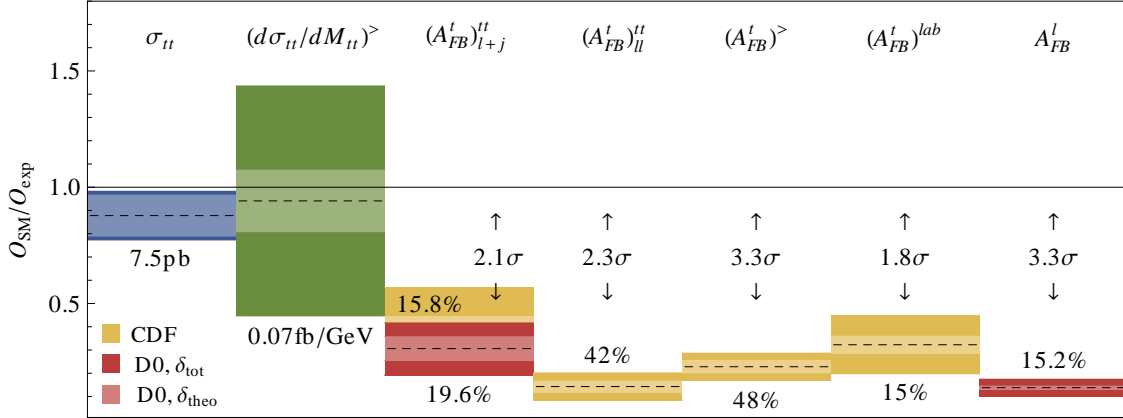 σ_tt (dσ_tt/dM_tt)^> (A^t_FB)^tt_l+j (A^t_FB)^tt_ll (A^t_FB)^> (A^t_FB)^lab A^l_FB
1.5
1.0
0.5
O_SM/O_exp
7.5pb 2.1σ 2.3σ 3.3σ 1.8σ 3.3σ
15.8%
0.07fb/GeV
42% 15.2%
19.6% 48% 15%
CDF
D0, δ_tot
D0, δ_theo